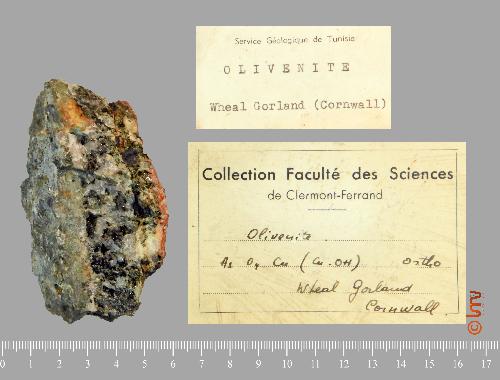 Service Géologique de Tunisie
OLIVENITE
Wheal Gorland (Cornwall)
Collection Faculté des Sciences
de Clermont-Ferrand
Olivenite
As O4 Cu (Cu-OH) Ortho
Wheal Gorland
Cornwall.
0 1 2 3 4 5 6 7 8 9 10 11 12 13 14 15 16 17